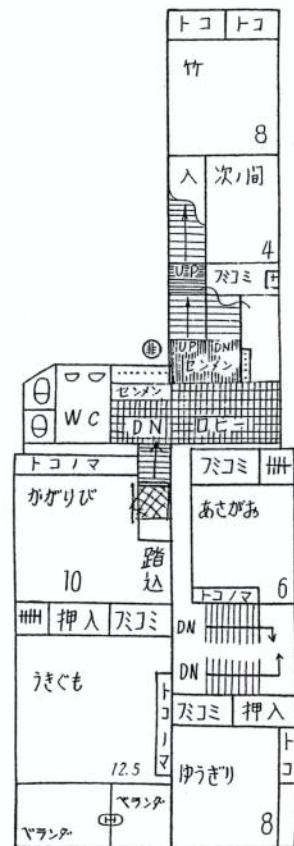 トコ トコ
竹
8
入 次ノ間
4
UP フミコミ
UP DN
センメン
非
センメン
WC DN ロビー
トコノマ
かがりび
10
踏込
フミコミ
あさがお
6
トコノマ
押入 フミコミ
DN
DN
うきぐも
トコノマ
12.5
フミコミ 押入
ゆうぎり
トコ
8
ベランダ
ベランダ